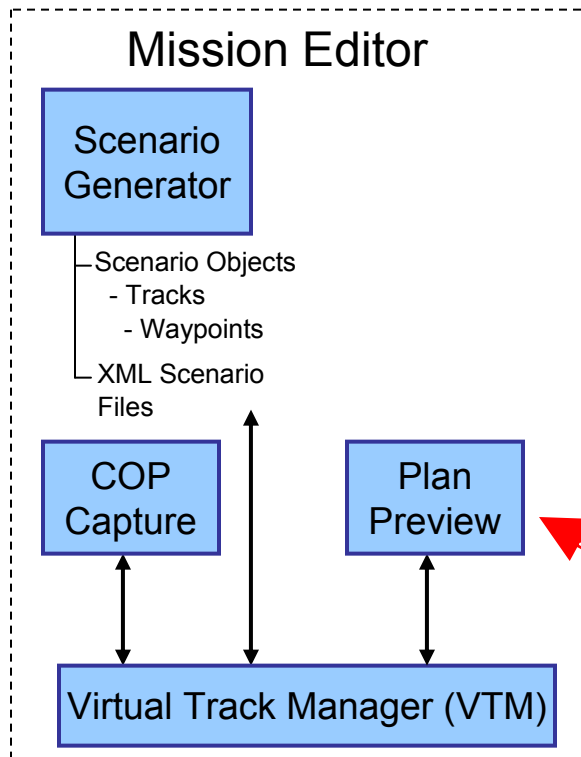 Mission Editor
Scenario
Generator
Scenario Objects
- Tracks
- Waypoints
XML Scenario
Files
COP
Capture
Plan
Preview
Virtual Track Manager (VTM)